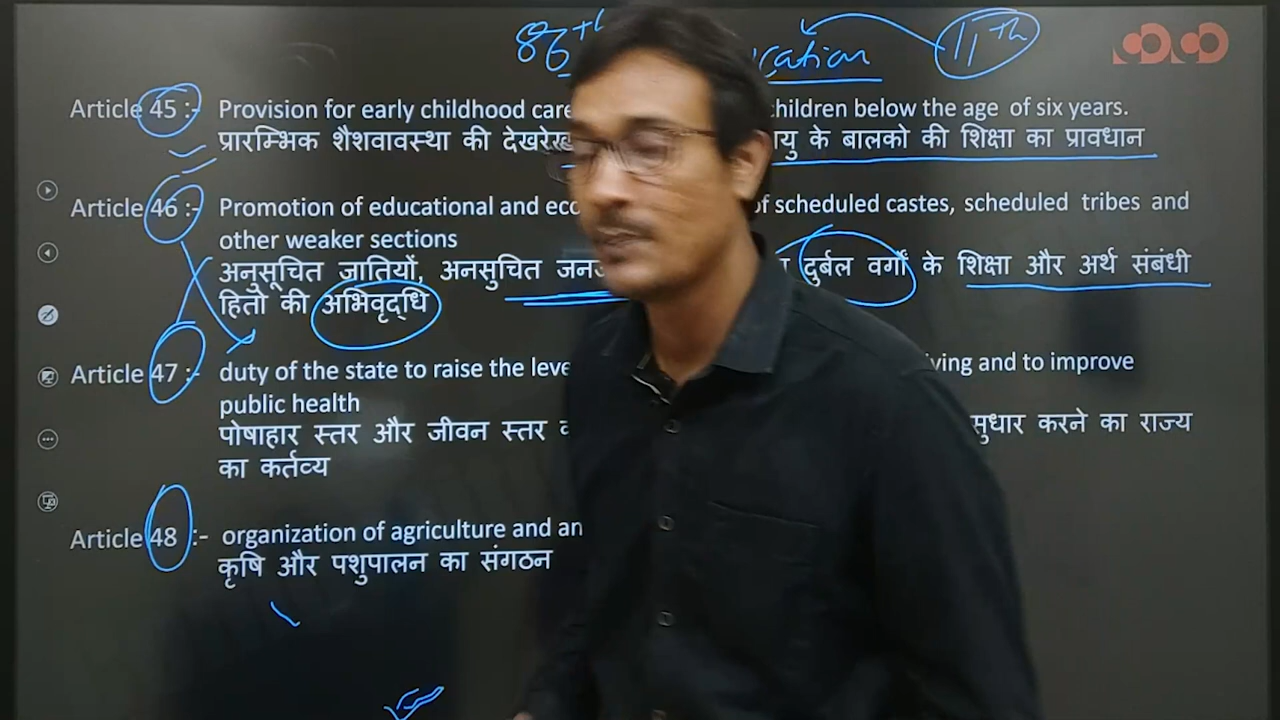 86th ication 11th
Article 45 :- Provision for early childhood care children below the age of six years.
प्रारम्भिक शैशवावस्था की देखरेख यु के बालको की शिक्षा का प्रावधान
Article 46 :- Promotion of educational and eco of scheduled castes, scheduled tribes and
other weaker sections
अनुसूचित जातियों, अनसुचित जन दुर्बल वर्गों के शिक्षा और अर्थ संबंधी
हितो की अभिवृद्धि
Article 47 :- duty of the state to raise the leve ving and to improve
public health
पोषाहार स्तर और जीवन स्तर सुधार करने का राज्य
का कर्तव्य
Article 48 :- organization of agriculture and an
कृषि और पशुपालन का संगठन